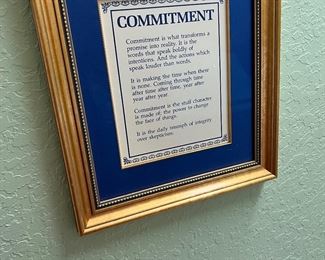 COMMITMENT
Commitment is what transforms a
promise into reality. It is the
words that speak boldly of
intentions. And the actions which
speak louder than words.
It is making the time when there
is none. Coming through time
after time after time, year after
year after year.
Commitment is the stuff character
is made of; the power to change
the face of things.
It is the daily triumph of integrity
over skepticism.